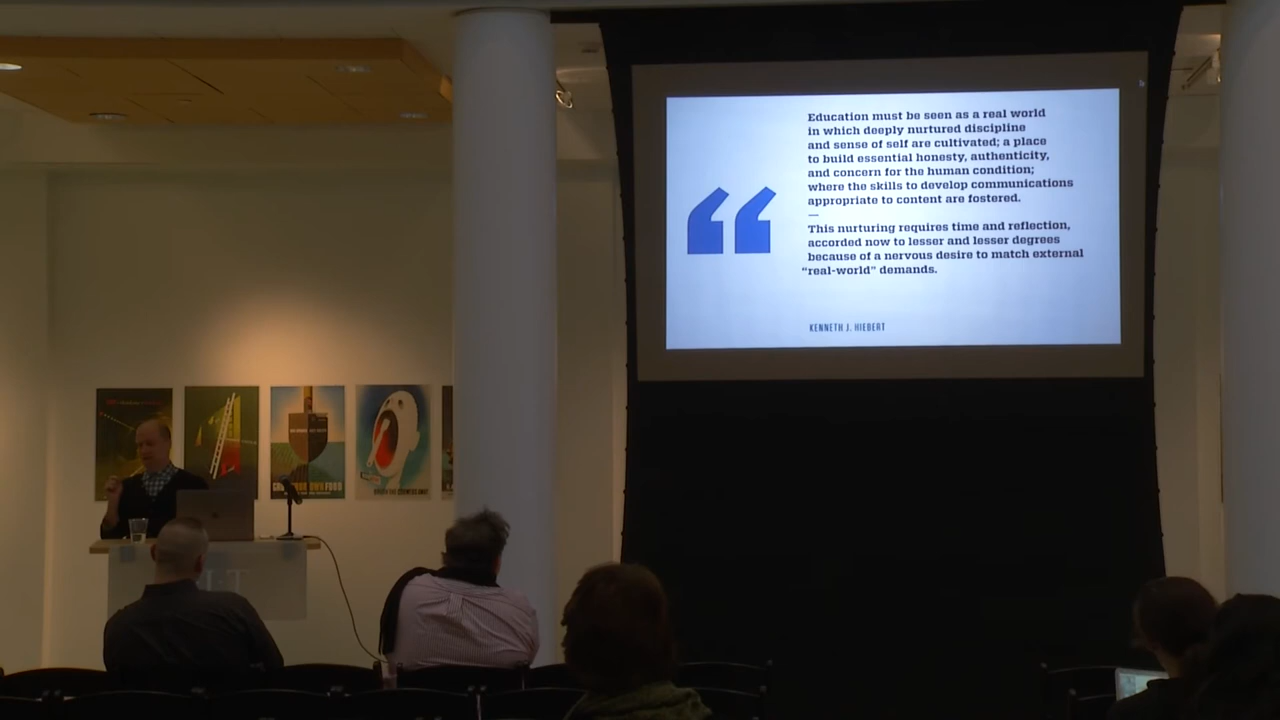 Education must be seen as a real world
in which deeply nurtured discipline
and sense of self are cultivated; a place
to build essential honesty, authenticity,
and concern for the human condition;
where the skills to develop communications
appropriate to content are fostered.
—
This nurturing requires time and reflection,
accorded now to lesser and lesser degrees
because of a nervous desire to match external
“real-world” demands.
KENNETH J. HIEBERT